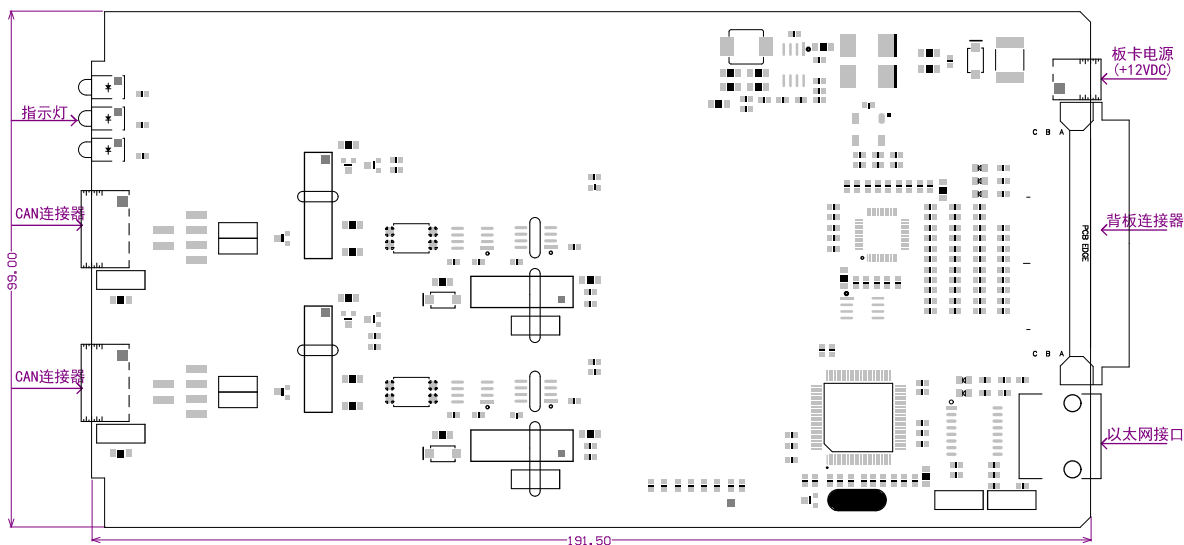 板卡电源
(+12VDC)
指示灯
C B A
CAN连接器
背板连接器
PCB EDGE
99.00
C B A
CAN连接器
以太网接口
191.50